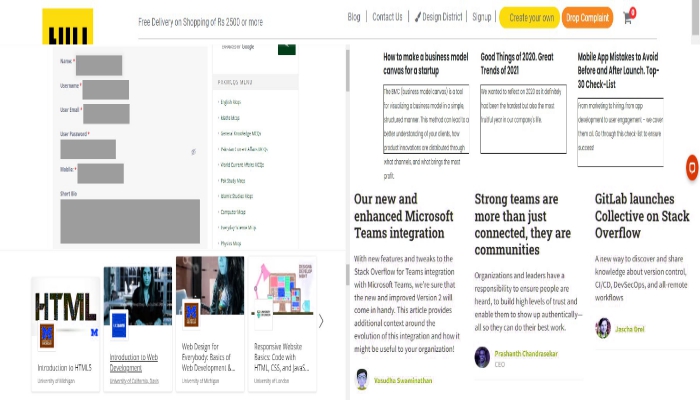 Free Delivery on Shopping of Rs 2500 or more
Blog
Contact Us
Design District
Signup
Create your own
Drop Complaint
Name: *
Username *
User Email *
User Password *
Mobile: *
Short Bio
Google
English Mcqs
Maths Mcqs
General Knowledge MCQs
Pakistan Current Affairs MCQs
World Current Affairs MCQs
Pak Study Mcqs
Islamic Studies Mcqs
Computer Mcqs
Everyday Science Mcqs
Physics Mcqs
How to make a business model
canvas for a startup
The BMC (business model canvas) is a tool
for visualizing a business model in a simple,
structured manner. This method can lead to a
better understanding of your clients, how
product innovations are distributed through
what channels, and what brings the most
profit.
Good Things of 2020. Great
Trends of 2021
We wanted to reflect on 2020 as it definitely
had been the hardest but also the most
fruitful year in our company's life.
Mobile App Mistakes to Avoid
Before and After Launch. Top-
30 Check-List
From marketing to hiring, from app
development to user engagement - we cover
them all. Go through this check-list to ensure
success!
HTML
Introduction to HTML5
University of Michigan
Introduction to Web
Development
University of California, Davis
Web Design for
Everybody: Basics of
Web Development &...
University of Michigan
Responsive Website
Basics: Code with
HTML, CSS, and JavaS...
University of London
Our new and
enhanced Microsoft
Teams integration
With new features and tweaks to the
Stack Overflow for Teams integration
with Microsoft Teams, we're sure that
the new and improved Version 2 will
come in handy. This article provides
additional context around the
evolution of this integration and how it
might be useful to your organization!
Vasudha Swaminathan
Strong teams are
more than just
connected, they are
communities
Organizations and leaders have a
responsibility to ensure people are
heard, to build high levels of trust and
enable them to show up authentically—
all so they can do their best work.
Prashanth Chandrasekar
CEO
GitLab launches
Collective on Stack
Overflow
A new way to discover and share
knowledge about version control,
CI/CD, DevSecOps, and all-remote
workflows